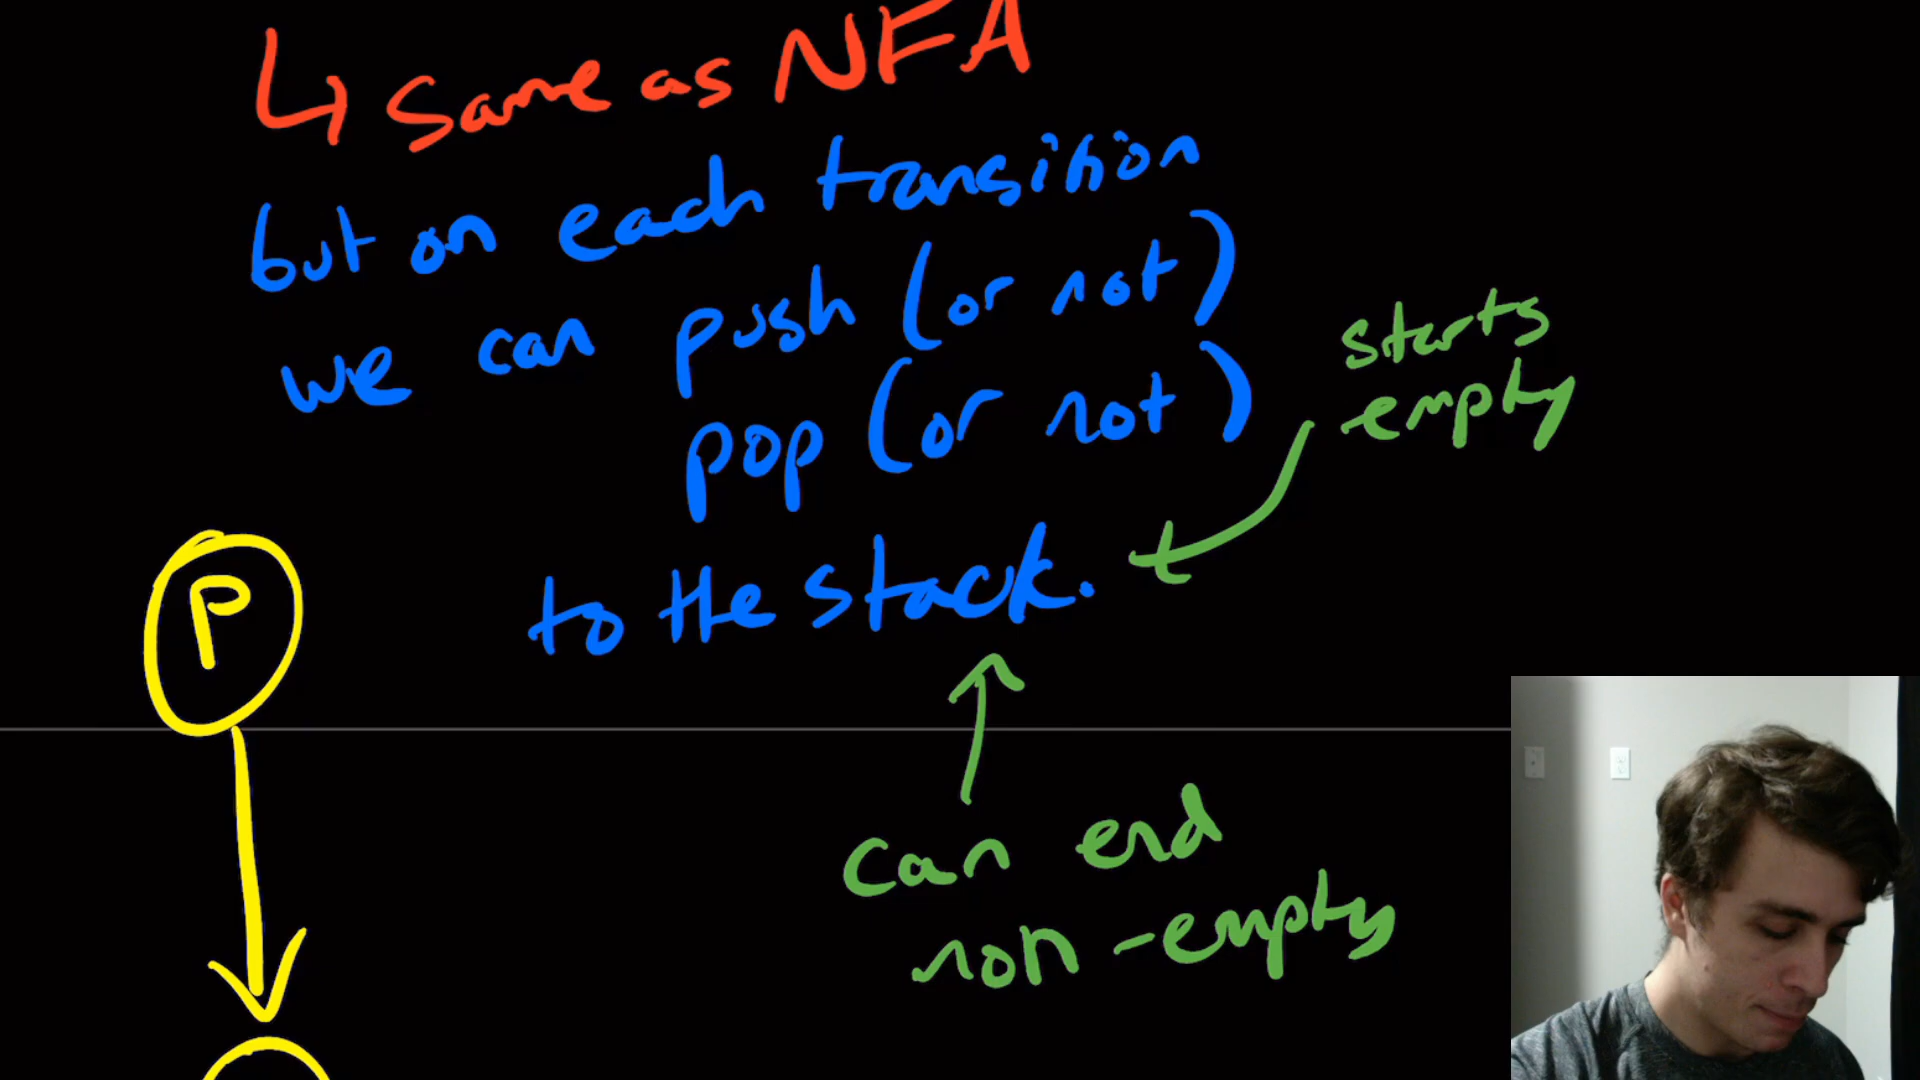 ↳ same as NFA
but on each transition
we can push (or not)
pop (or not)
to the stack.
starts
empty
P
can end
non-empty